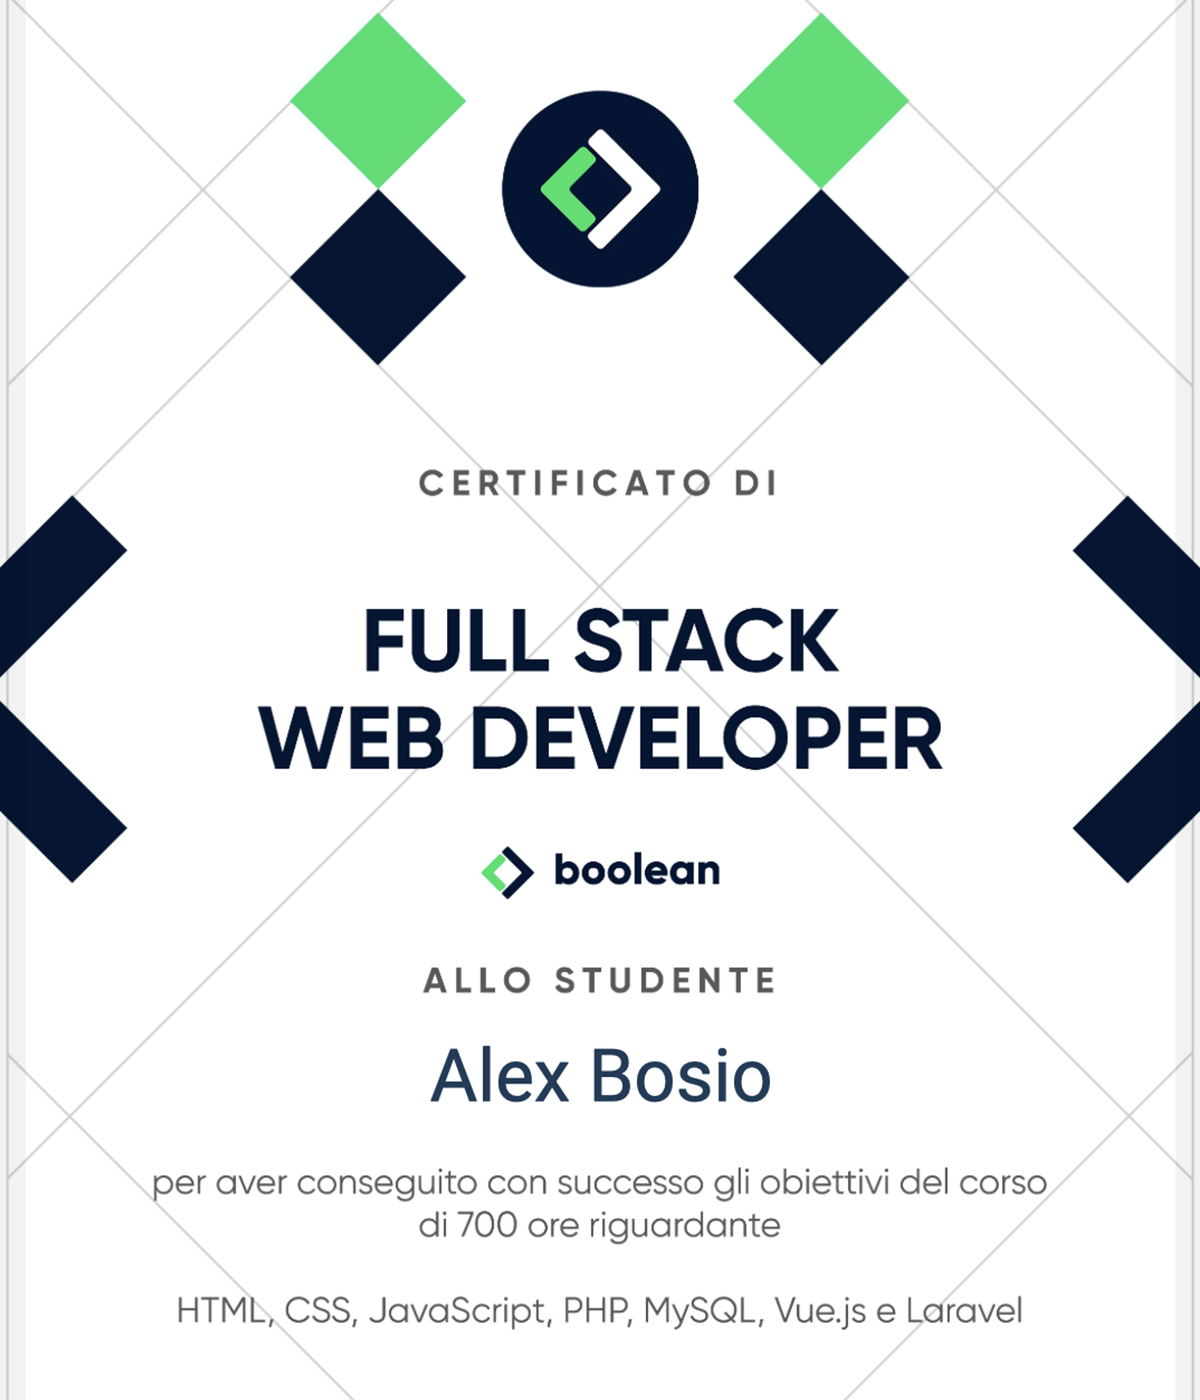 CERTIFICATO DI
FULL STACK
WEB DEVELOPER
boolean
ALLO STUDENTE
Alex Bosio
per aver conseguito con successo gli obiettivi del corso
di 700 ore riguardante
HTML, CSS, JavaScript, PHP, MySQL, Vue.js e Laravel